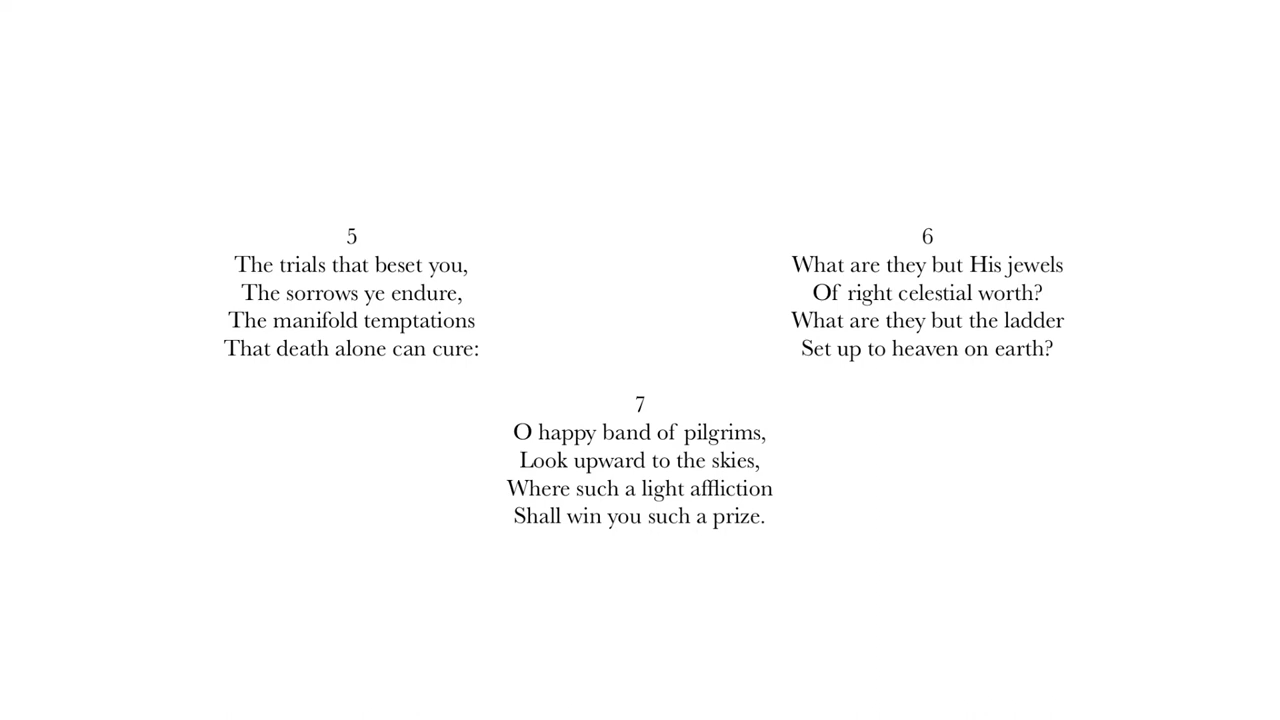 5
The trials that beset you,
The sorrows ye endure,
The manifold temptations
That death alone can cure:
6
What are they but His jewels
Of right celestial worth?
What are they but the ladder
Set up to heaven on earth?
7
O happy band of pilgrims,
Look upward to the skies,
Where such a light affliction
Shall win you such a prize.